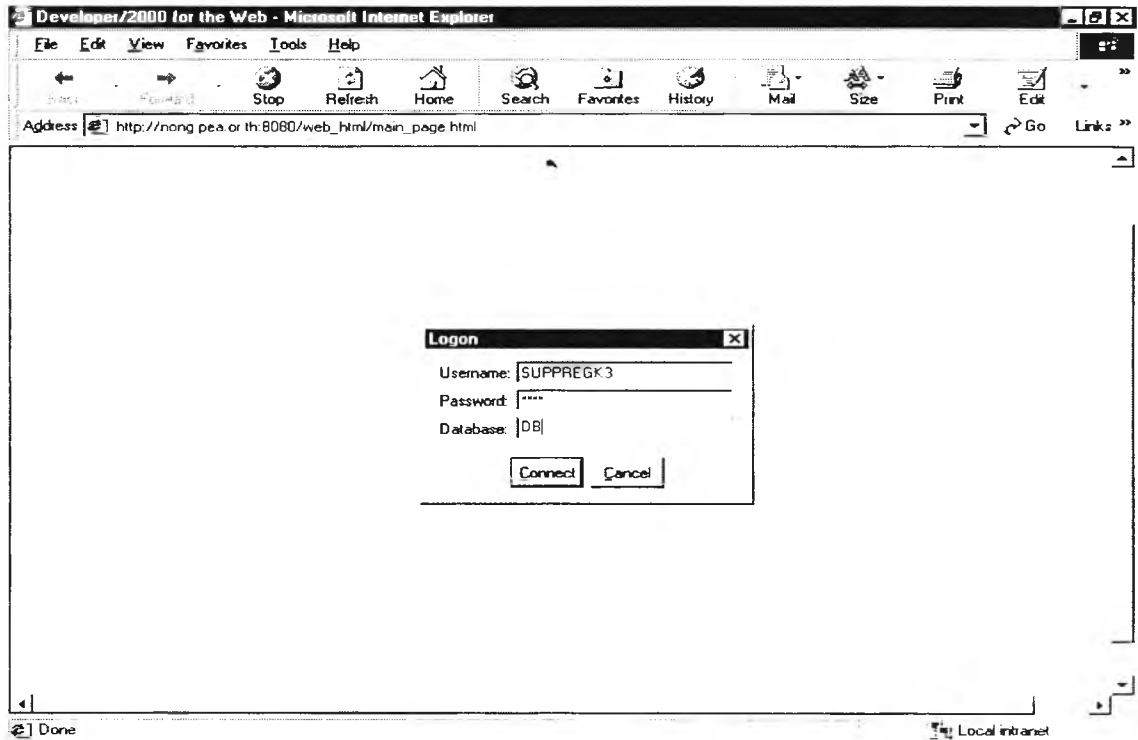 Developer/2000 for the Web - Microsoft Internet Explorer
File Edit View Favorites Tools Help
Back Forward Stop Refresh Home Search Favorites History Mail Size Print Edit
Address http://nong.pea.or.th:8080/web_html/main_page.html Go Links »
Logon
Username: SUPPREGK3
Password: ****
Database: DB
Connect Cancel
Done Local intranet